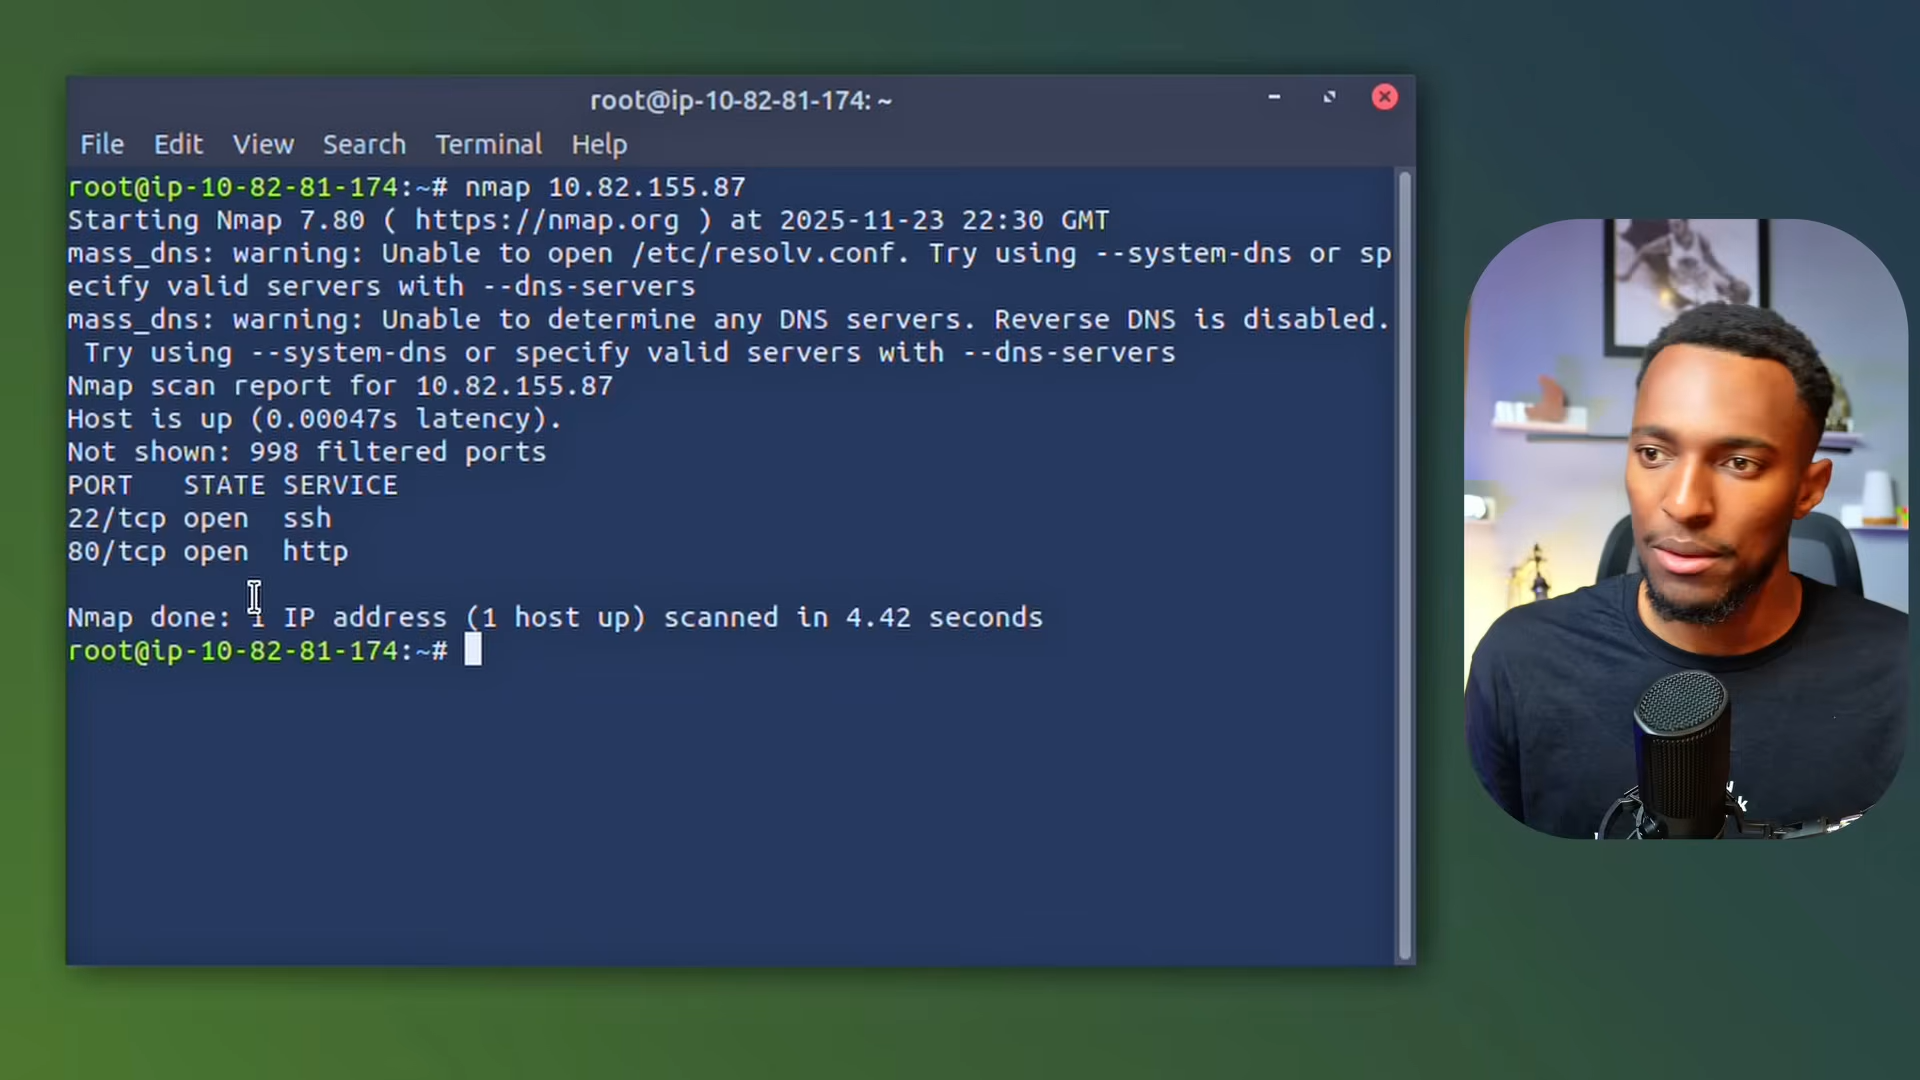 root@ip-10-82-81-174: ~
File Edit View Search Terminal Help
root@ip-10-82-81-174:~# nmap 10.82.155.87
Starting Nmap 7.80 ( https://nmap.org ) at 2025-11-23 22:30 GMT
mass_dns: warning: Unable to open /etc/resolv.conf. Try using --system-dns or sp
ecify valid servers with --dns-servers
mass_dns: warning: Unable to determine any DNS servers. Reverse DNS is disabled.
Try using --system-dns or specify valid servers with --dns-servers
Nmap scan report for 10.82.155.87
Host is up (0.00047s latency).
Not shown: 998 filtered ports
PORT   STATE SERVICE
22/tcp open  ssh
80/tcp open  http
Nmap done: 1 IP address (1 host up) scanned in 4.42 seconds
root@ip-10-82-81-174:~#